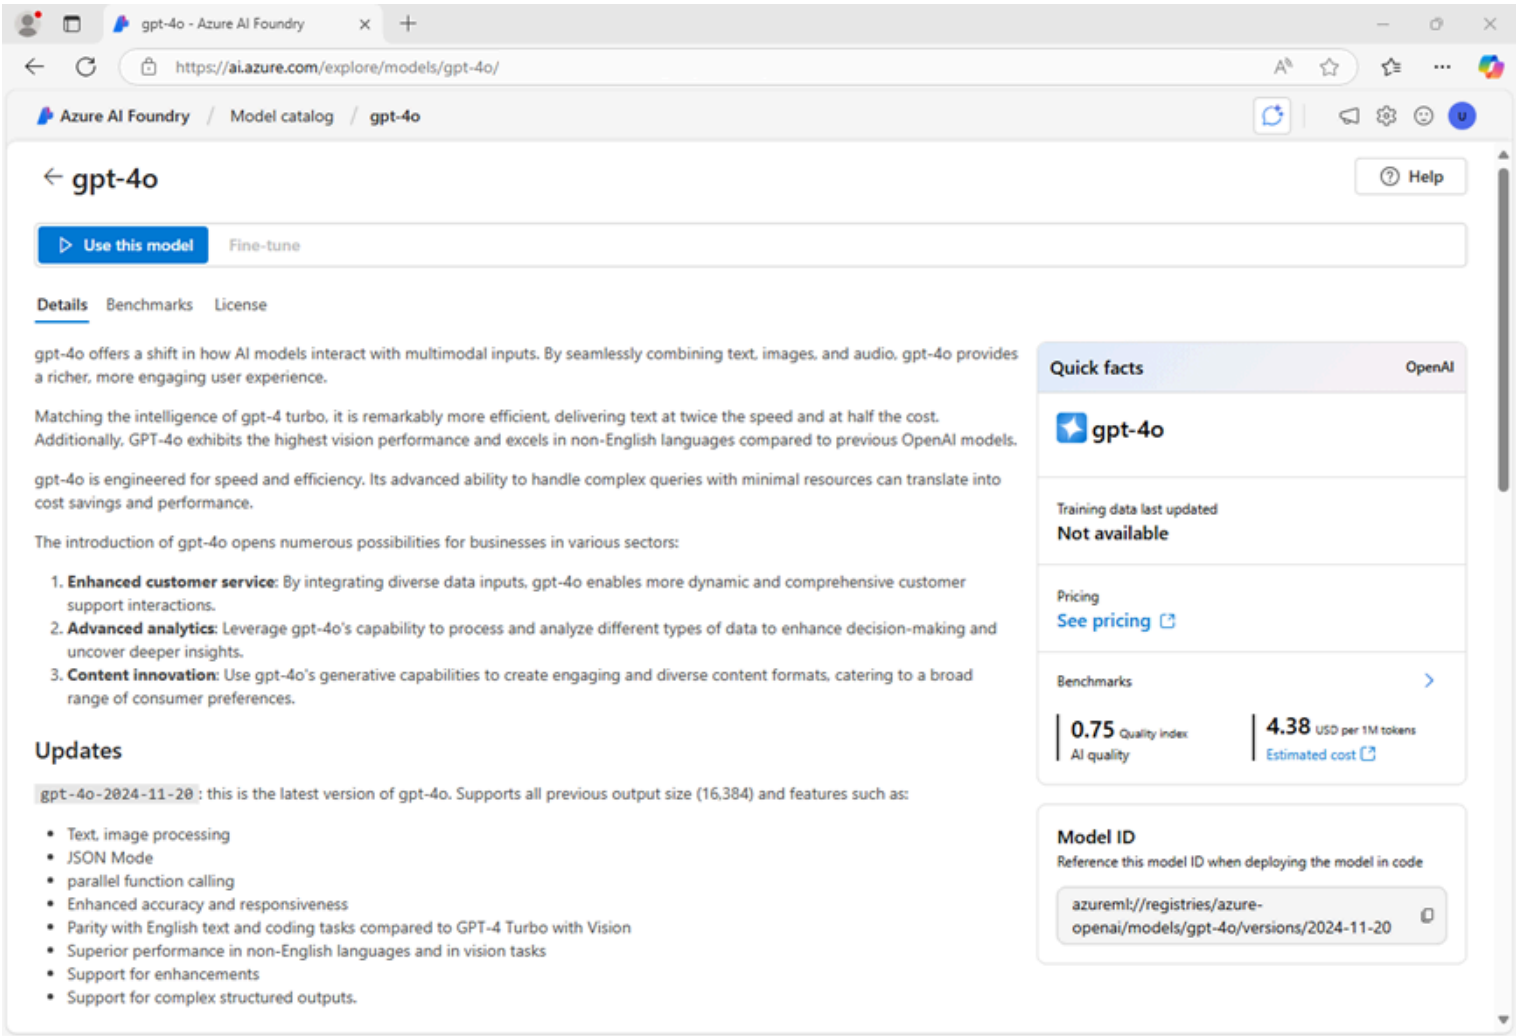 gpt-4o - Azure AI Foundry
https://ai.azure.com/explore/models/gpt-4o/
Azure AI Foundry / Model catalog / gpt-4o
U
gpt-4o
Help
Use this model
Fine-tune
Details
Benchmarks
License
gpt-4o offers a shift in how AI models interact with multimodal inputs. By seamlessly combining text, images, and audio, gpt-4o provides
a richer, more engaging user experience.
Matching the intelligence of gpt-4 turbo, it is remarkably more efficient, delivering text at twice the speed and at half the cost.
Additionally, GPT-4o exhibits the highest vision performance and excels in non-English languages compared to previous OpenAI models.
gpt-4o is engineered for speed and efficiency. Its advanced ability to handle complex queries with minimal resources can translate into
cost savings and performance.
The introduction of gpt-4o opens numerous possibilities for businesses in various sectors:
1. Enhanced customer service: By integrating diverse data inputs, gpt-4o enables more dynamic and comprehensive customer
support interactions.
2. Advanced analytics: Leverage gpt-4o's capability to process and analyze different types of data to enhance decision-making and
uncover deeper insights.
3. Content innovation: Use gpt-4o's generative capabilities to create engaging and diverse content formats, catering to a broad
range of consumer preferences.
Updates
gpt-4o-2024-11-20 : this is the latest version of gpt-4o. Supports all previous output size (16,384) and features such as:
• Text, image processing
• JSON Mode
• parallel function calling
• Enhanced accuracy and responsiveness
• Parity with English text and coding tasks compared to GPT-4 Turbo with Vision
• Superior performance in non-English languages and in vision tasks
• Support for enhancements
• Support for complex structured outputs.
Quick facts
OpenAI
gpt-4o
Training data last updated
Not available
Pricing
See pricing
Benchmarks
0.75 Quality index
AI quality
4.38 USD per 1M tokens
Estimated cost
Model ID
Reference this model ID when deploying the model in code
azureml://registries/azure-
openai/models/gpt-4o/versions/2024-11-20